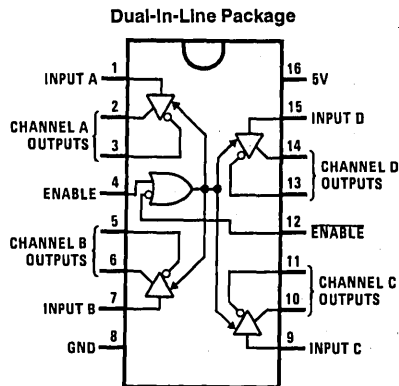 Dual-In-Line Package
1
INPUT A
16
5V
2
15
INPUT D
CHANNEL A
OUTPUTS
14
3
CHANNEL D
OUTPUTS
4
ENABLE
13
5
12
ENABLE
CHANNEL B
OUTPUTS
6
11
CHANNEL C
OUTPUTS
7
INPUT B
10
8
GND
9
INPUT C